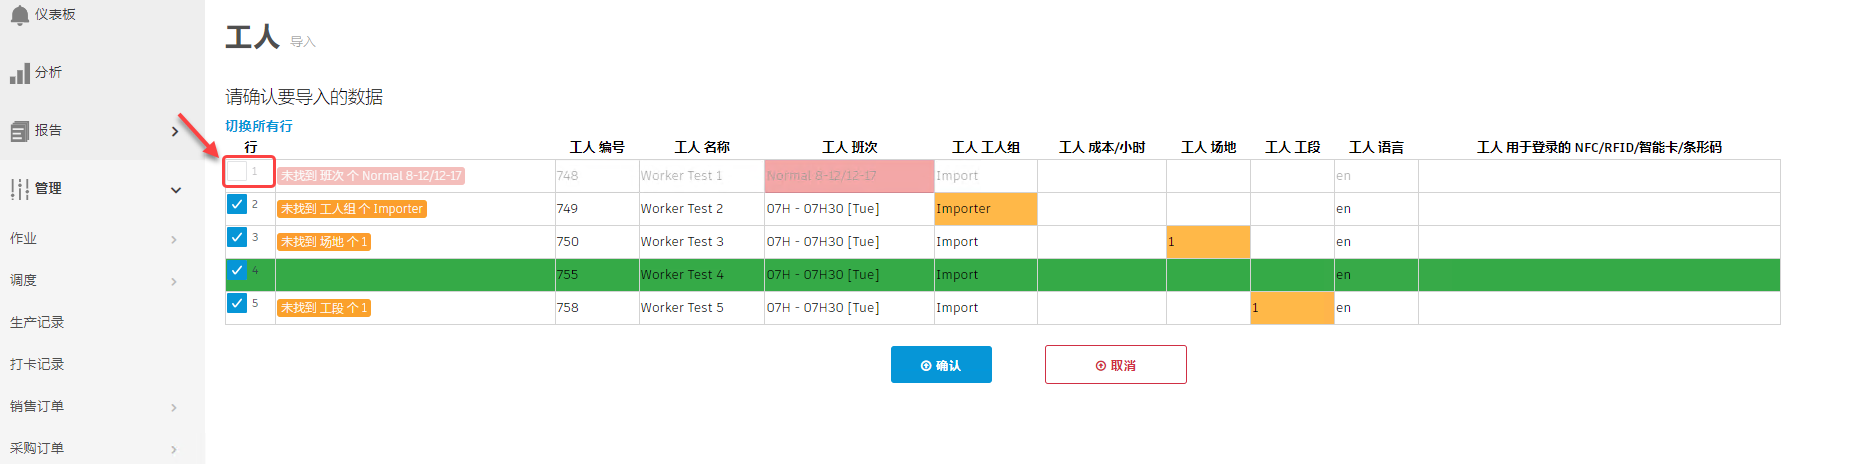 仪表板
分析
报告
管理
作业
调度
生产记录
打卡记录
销售订单
采购订单
工人 导入
请确认要导入的数据
切换所有行
行 工人 编号 工人 名称 工人 班次 工人 工人组 工人 成本/小时 工人 场地 工人 工段 工人 语言 工人 用于登录的 NFC/RFID/智能卡/条形码
1 未找到 班次 个 Normal 8-12/12-17 748 Worker Test 1 Normal 8-12/12-17 Import en
2 未找到 工人组 个 Importer 749 Worker Test 2 07H - 07H30 [Tue] Importer en
3 未找到 场地 个 1 750 Worker Test 3 07H - 07H30 [Tue] Import 1 en
4 755 Worker Test 4 07H - 07H30 [Tue] Import en
5 未找到 工段 个 1 758 Worker Test 5 07H - 07H30 [Tue] Import 1 en
确认 取消